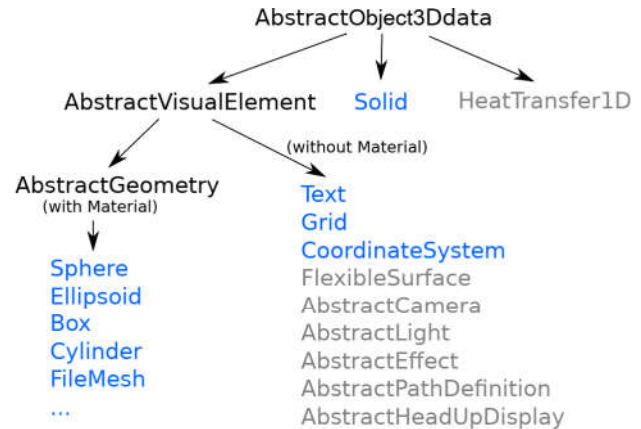 AbstractObject3Ddata
AbstractVisualElement
Solid
HeatTransfer1D
(without Material)
AbstractGeometry
(with Material)
Sphere
Ellipsoid
Box
Cylinder
FileMesh
...
Text
Grid
CoordinateSystem
FlexibleSurface
AbstractCamera
AbstractLight
AbstractEffect
AbstractPathDefinition
AbstractHeadUpDisplay